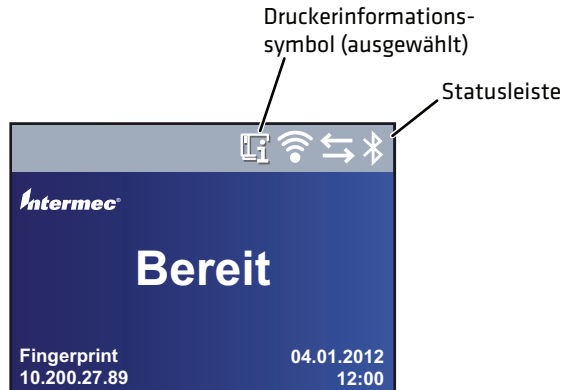 Druckerinformations-
symbol (ausgewählt)
Statusleiste
Intermec®
Bereit
Fingerprint
04.01.2012
10.200.27.89
12:00